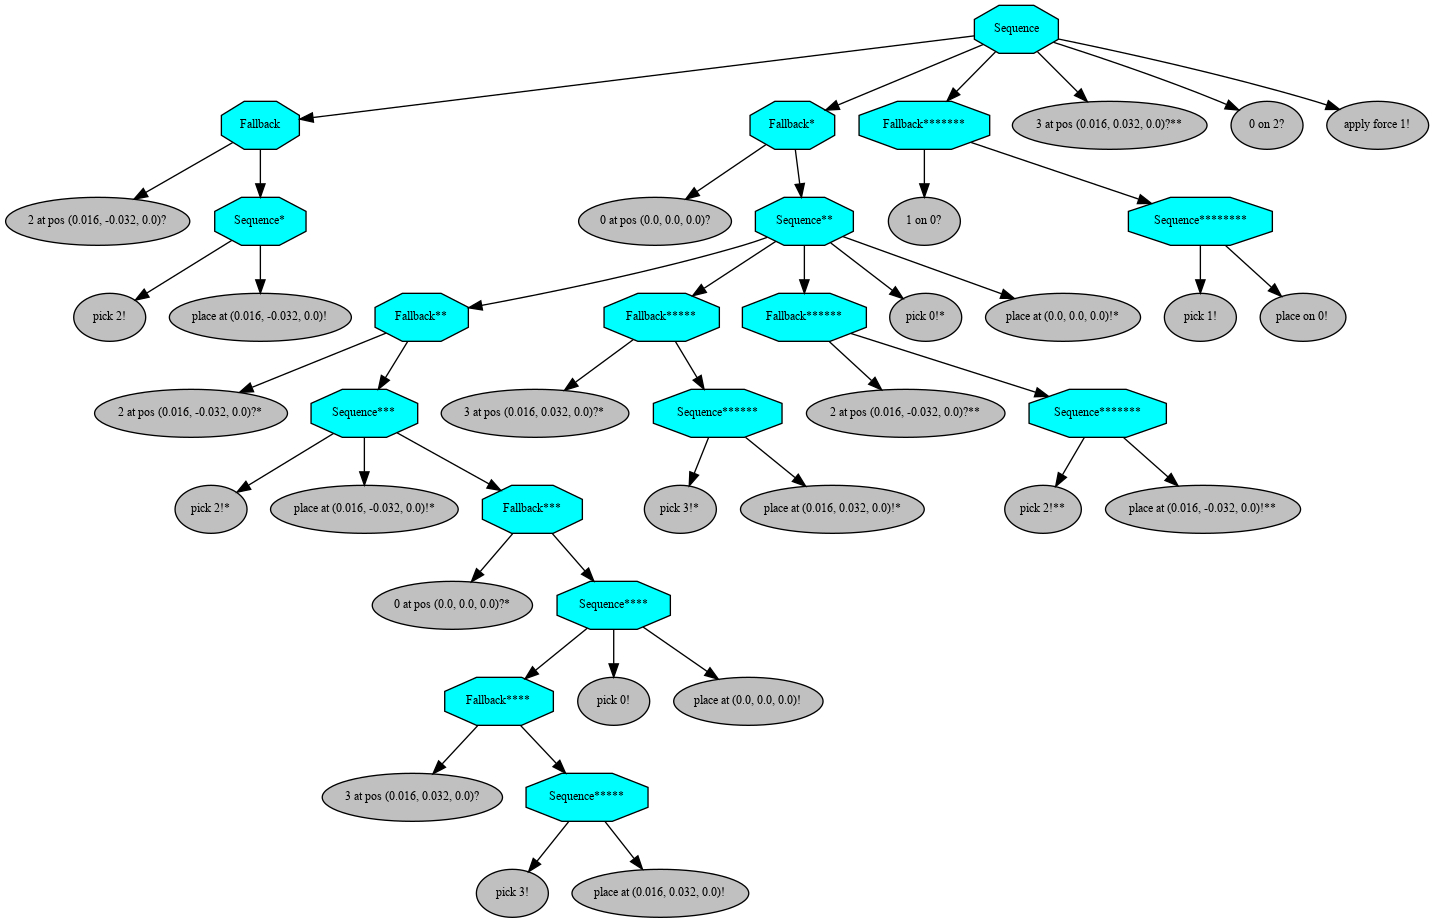 Sequence
Fallback
Fallback*
Fallback*******
3 at pos (0.016, 0.032, 0.0)?**
0 on 2?
apply force 1!
2 at pos (0.016, -0.032, 0.0)?
Sequence*
0 at pos (0.0, 0.0, 0.0)?
Sequence**
1 on 0?
Sequence********
pick 2!
place at (0.016, -0.032, 0.0)!
Fallback**
Fallback*****
Fallback******
pick 0!*
place at (0.0, 0.0, 0.0)!*
pick 1!
place on 0!
2 at pos (0.016, -0.032, 0.0)?*
Sequence***
3 at pos (0.016, 0.032, 0.0)?*
Sequence******
2 at pos (0.016, -0.032, 0.0)?**
Sequence*******
pick 2!*
place at (0.016, -0.032, 0.0)!*
Fallback***
pick 3!*
place at (0.016, 0.032, 0.0)!*
pick 2!**
place at (0.016, -0.032, 0.0)!**
0 at pos (0.0, 0.0, 0.0)?*
Sequence****
Fallback****
pick 0!
place at (0.0, 0.0, 0.0)!
3 at pos (0.016, 0.032, 0.0)?
Sequence*****
pick 3!
place at (0.016, 0.032, 0.0)!